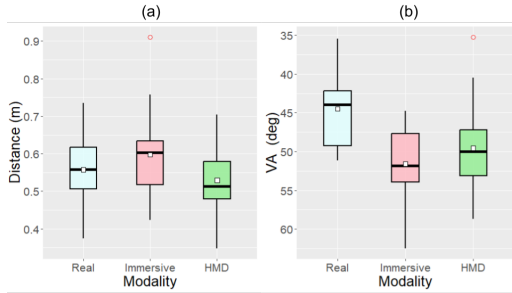 (a)
Distance (m)
0.9
0.8
0.7
0.6
0.5
0.4
Real Immersive HMD
Modality
(b)
VA (deg)
35
40
45
50
55
60
Real Immersive HMD
Modality